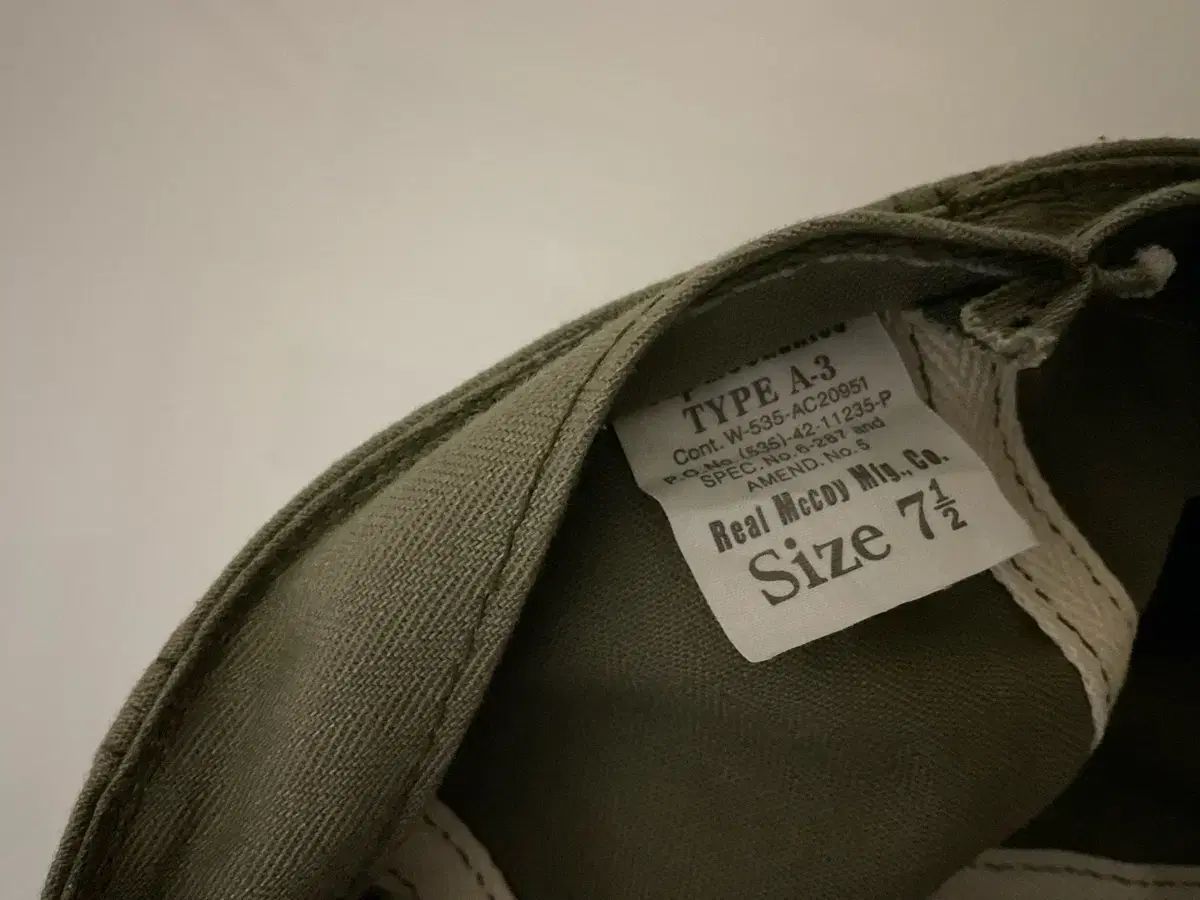 TYPE A-3
Cont. W-535-AC20951
P.O.No. (535)-42-11235-P
SPEC. No. 6-287 and
AMEND. No. 5
Real McCoy Mfg., Co.
Size 7½